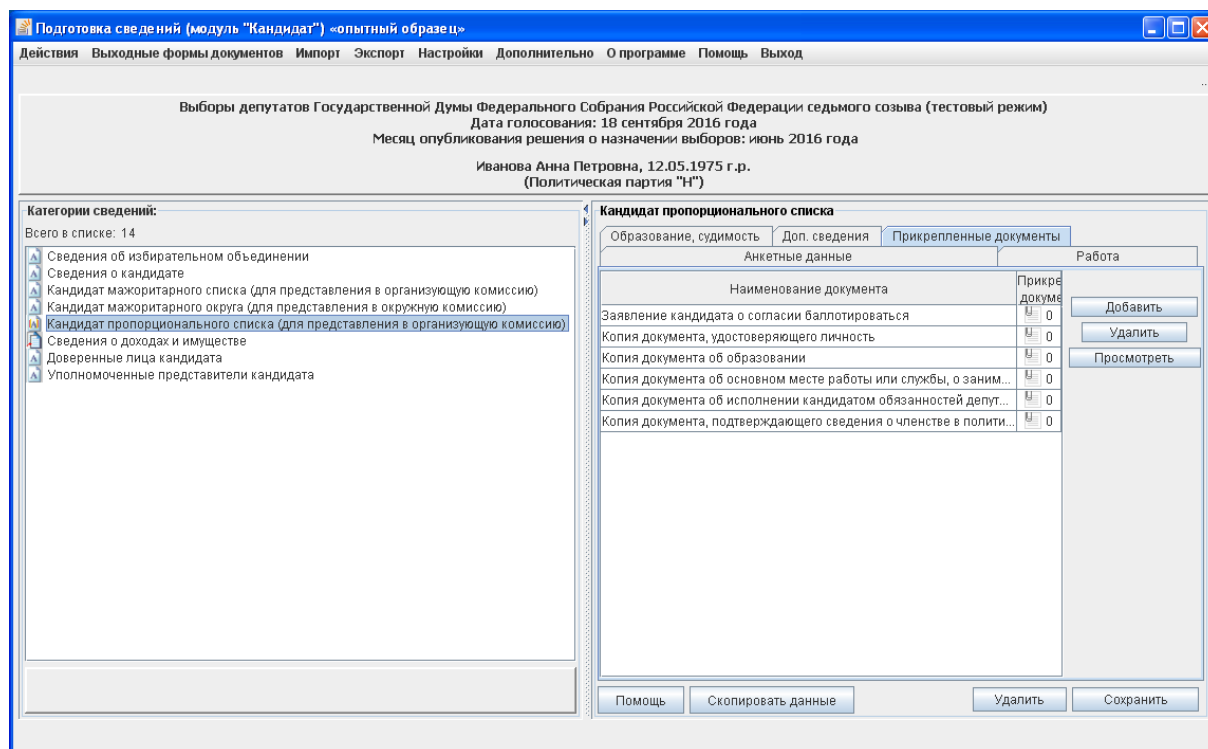 Подготовка сведений (модуль "Кандидат") «опытный образец»
Действия Выходные формы документов Импорт Экспорт Настройки Дополнительно О программе Помощь Выход
Выборы депутатов Государственной Думы Федерального Собрания Российской Федерации седьмого созыва (тестовый режим)
Дата голосования: 18 сентября 2016 года
Месяц опубликования решения о назначении выборов: июнь 2016 года
Иванова Анна Петровна, 12.05.1975 г.р.
(Политическая партия "Н")
Категории сведений:
Всего в списке: 14
Сведения об избирательном объединении
Сведения о кандидате
Кандидат мажоритарного списка (для представления в организующую комиссию)
Кандидат мажоритарного округа (для представления в окружную комиссию)
Кандидат пропорционального списка (для представления в организующую комиссию)
Сведения о доходах и имуществе
Доверенные лица кандидата
Уполномоченные представители кандидата
Кандидат пропорционального списка
Образование, судимость Доп. сведения Прикрепленные документы
Анкетные данные Работа
Наименование документа
Прикре
докуме
Заявление кандидата о согласии баллотироваться 0
Копия документа, удостоверяющего личность 0
Копия документа об образовании 0
Копия документа об основном месте работы или службы, о заним... 0
Копия документа об исполнении кандидатом обязанностей депут... 0
Копия документа, подтверждающего сведения о членстве в полити... 0
Добавить
Удалить
Просмотреть
Помощь Скопировать данные Удалить Сохранить